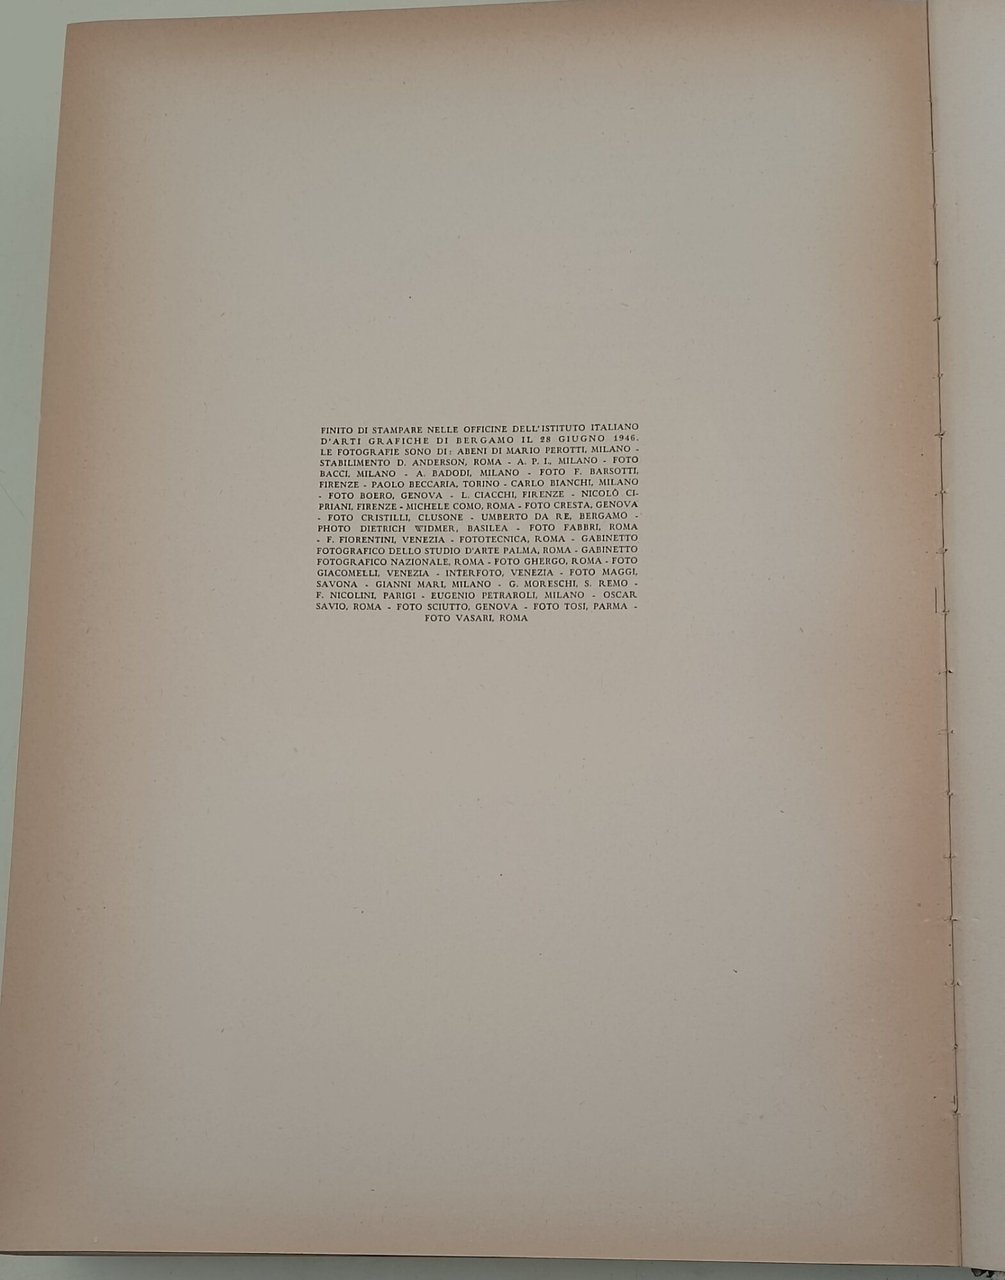 FINITO DI STAMPARE NELLE OFFICINE DELL'ISTITUTO ITALIANO
D'ARTI GRAFICHE DI BERGAMO IL 28 GIUGNO 1946.
LE FOTOGRAFIE SONO DI: ABENI DI MARIO PEROTTI, MILANO -
STABILIMENTO D. ANDERSON, ROMA - A. P. I., MILANO - FOTO
BACCI, MILANO - A. BADODI, MILANO - FOTO F. BARSOTTI,
FIRENZE - PAOLO BECCARIA, TORINO - CARLO BIANCHI, MILANO
- FOTO BOERO, GENOVA - L. CIACCHI, FIRENZE - NICOLÒ CI-
PRIANI, FIRENZE - MICHELE COMO, ROMA - FOTO CRESTA, GENOVA
- FOTO CRISTILLI, CLUSONE - UMBERTO DA RE, BERGAMO -
PHOTO DIETRICH WIDMER, BASILEA - FOTO FABBRI, ROMA
- F. FIORENTINI, VENEZIA - FOTOTECNICA, ROMA - GABINETTO
FOTOGRAFICO DELLO STUDIO D'ARTE PALMA, ROMA - GABINETTO
FOTOGRAFICO NAZIONALE, ROMA - FOTO GHERGO, ROMA - FOTO
GIACOMELLI, VENEZIA - INTERFOTO, VENEZIA - FOTO MAGGI,
SAVONA - GIANNI MARI, MILANO - G. MORESCHI, S. REMO -
F. NICOLINI, PARIGI - EUGENIO PETRAROLI, MILANO - OSCAR
SAVIO, ROMA - FOTO SCIUTTO, GENOVA - FOTO TOSI, PARMA -
FOTO VASARI, ROMA